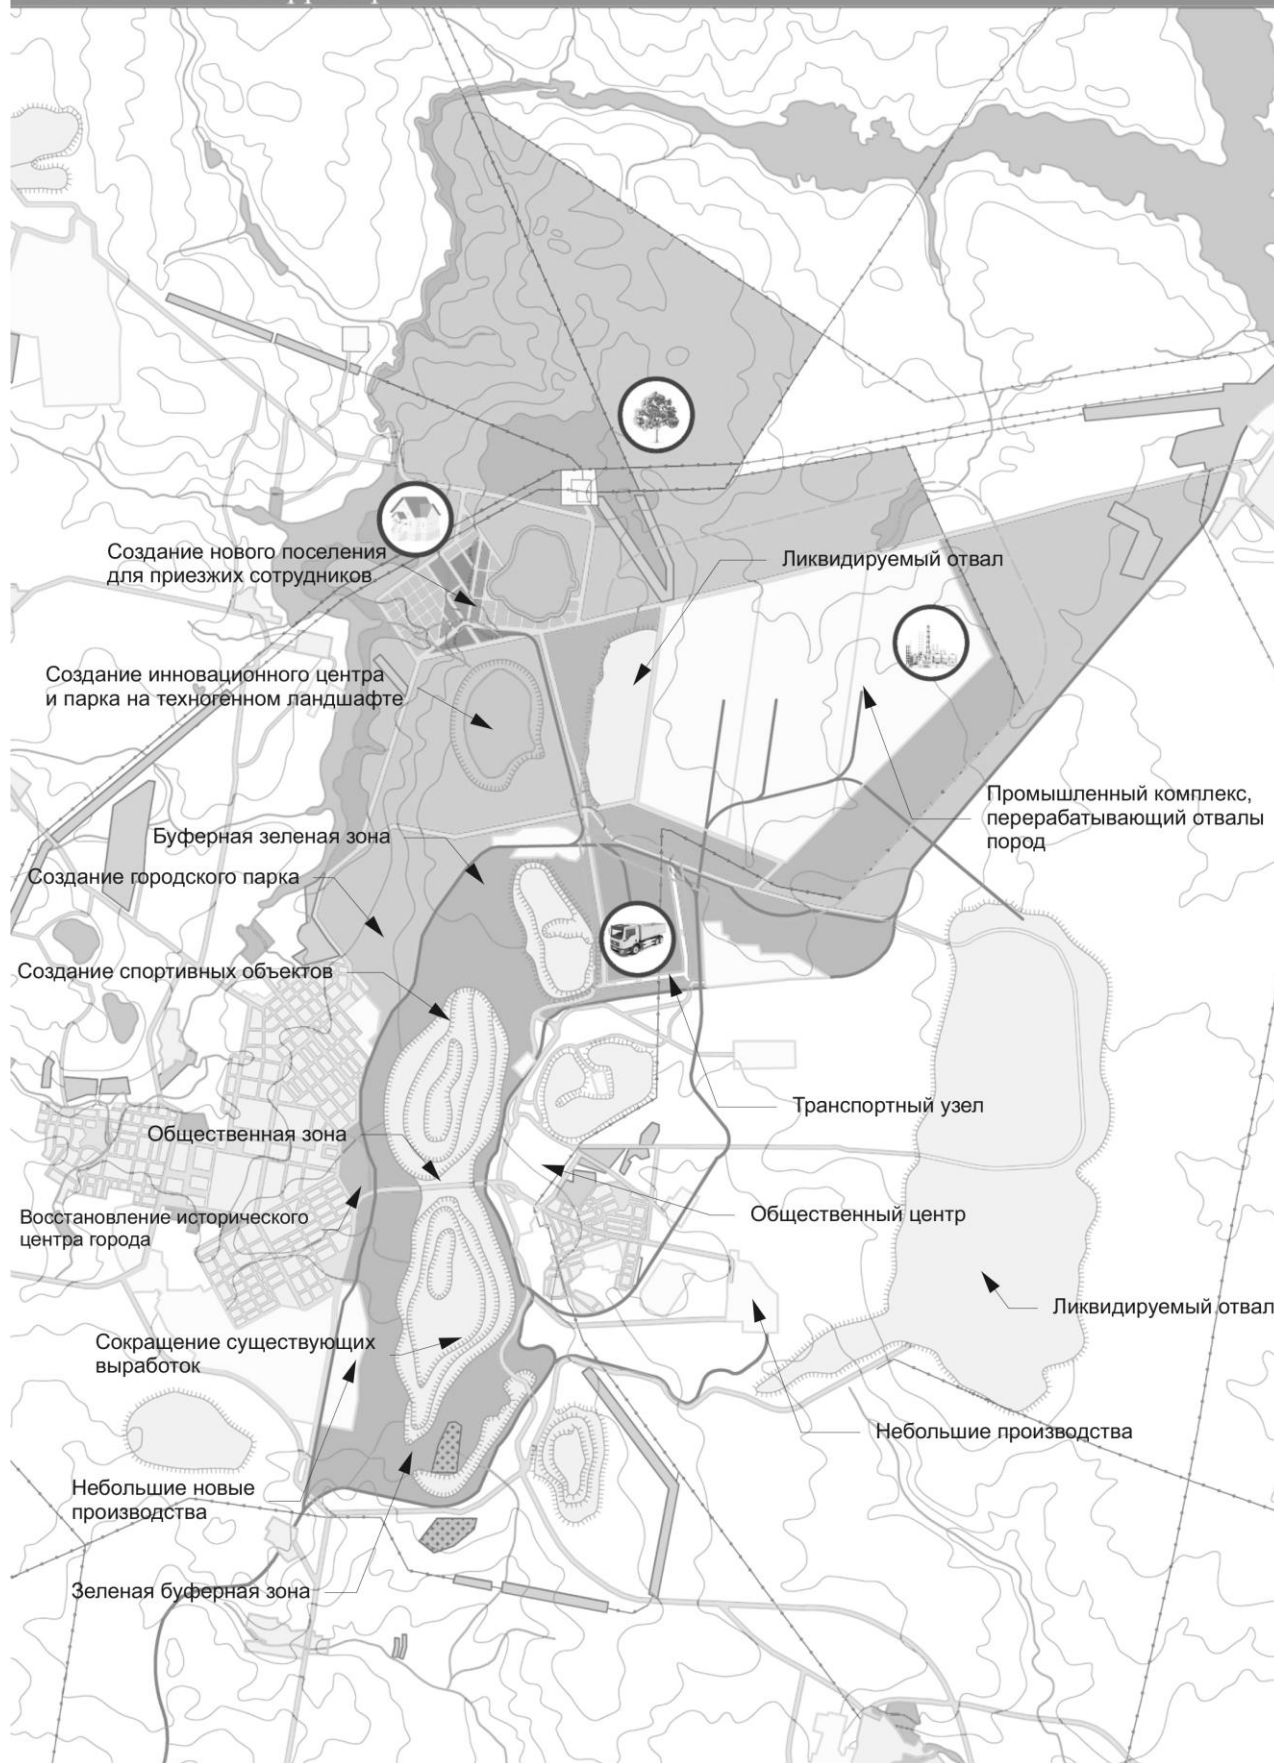 Создание нового поселения
для приезжих сотрудников
Ликвидируемый отвал
Создание инновационного центра
и парка на техногенном ландшафте
Промышленный комплекс,
перерабатывающий отвалы
пород
Буферная зеленая зона
Создание городского парка
Создание спортивных объектов
Транспортный узел
Общественная зона
Общественный центр
Восстановление исторического
центра города
Ликвидируемый отвал
Сокращение существующих
выработок
Небольшие производства
Небольшие новые
производства
Зеленая буферная зона